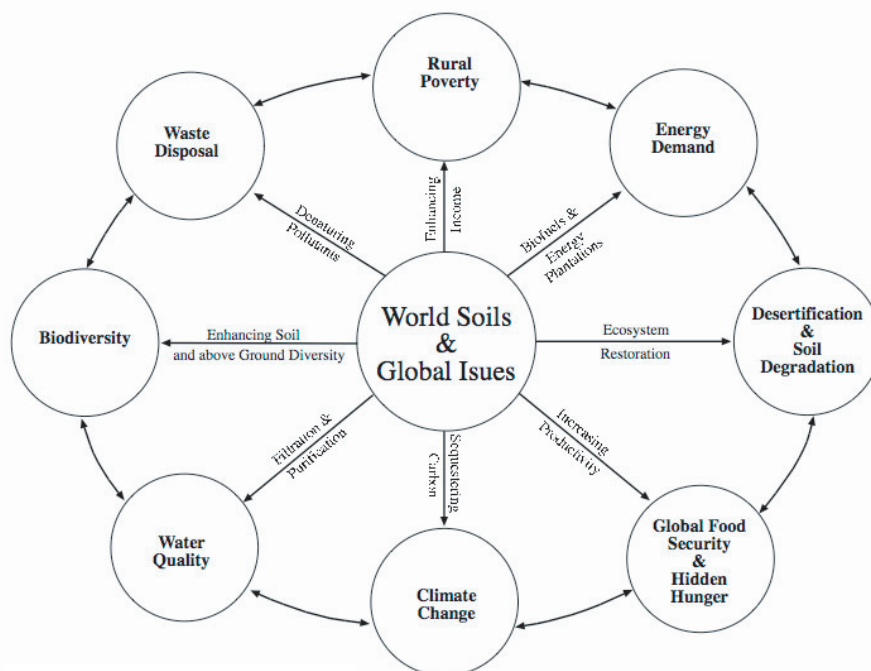 Rural
Poverty
Waste
Disposal
Energy
Demand
Enhancing
Income
Denaturing
Pollutants
Biofuels &
Energy
Plantations
World Soils
&
Global Isues
Biodiversity
Enhancing Soil
and above Ground Diversity
Ecosystem
Restoration
Desertification
&
Soil
Degradation
Filtration &
Purification
Sequestering
Carbon
Increasing
Productivity
Water
Quality
Climate
Change
Global Food
Security
&
Hidden
Hunger